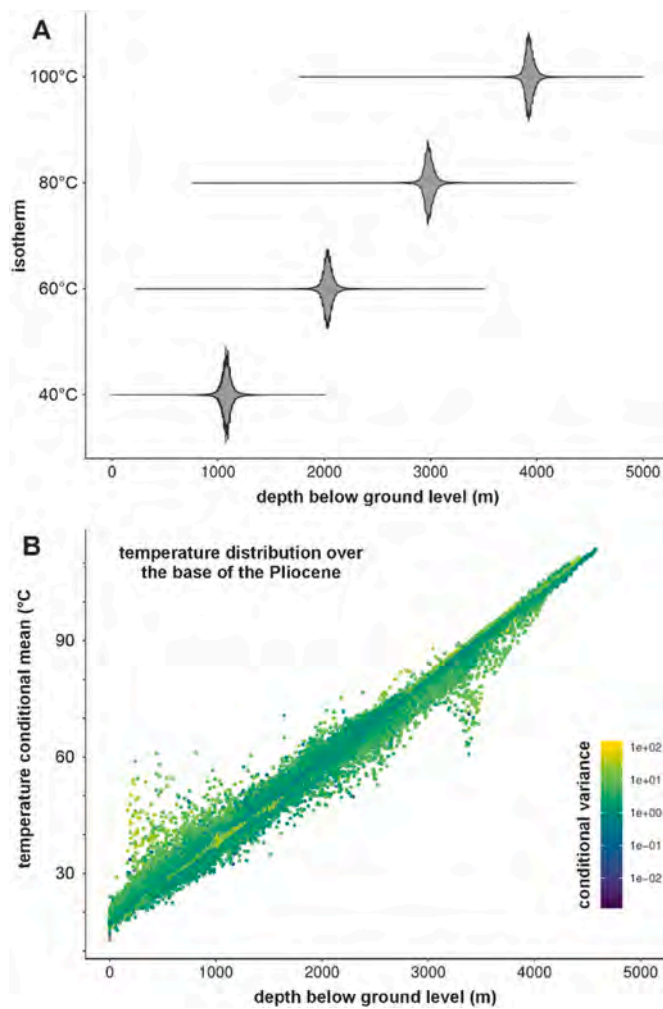 A
100°C
80°C
60°C
40°C
isotherm
0 1000 2000 3000 4000 5000
depth below ground level (m)
B
temperature distribution over
the base of the Pliocene
90
60
30
temperature conditional mean (°C
conditional variance
1e+02
1e+01
1e+00
1e-01
1e-02
0 1000 2000 3000 4000 5000
depth below ground level (m)